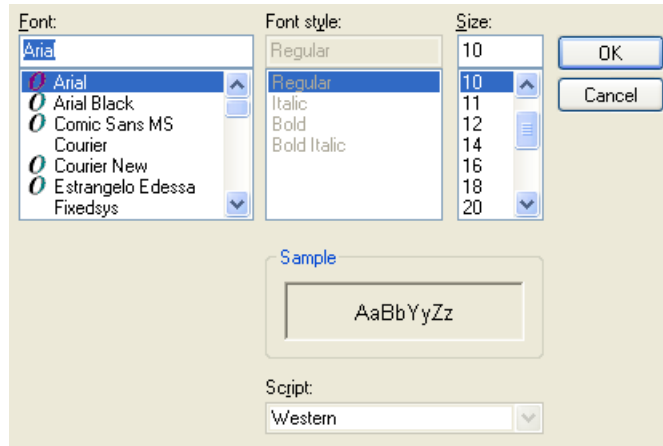 Font:
Arial
Arial
Arial Black
Comic Sans MS
Courier
Courier New
Estrangelo Edessa
Fixedsys
Font style:
Regular
Regular
Italic
Bold
Bold Italic
Size:
10
10
11
12
14
16
18
20
OK
Cancel
Sample
AaBbYyZz
Script:
Western